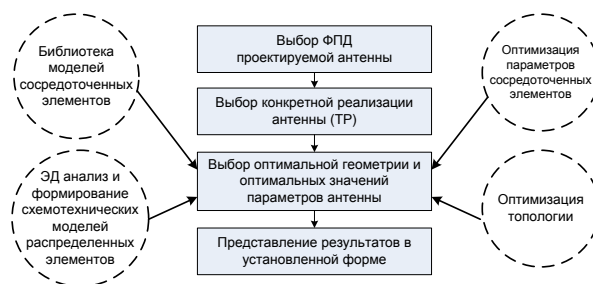 Библиотека
моделей
сосредоточенных
элементов
ЭД анализ и
формирование
схемотехнических
моделей
распределенных
элементов
Выбор ФПД
проектируемой антенны
Выбор конкретной реализации
антенны (ТР)
Выбор оптимальной геометрии и
оптимальных значений
параметров антенны
Представление результатов в
установленной форме
Оптимизация
параметров
сосредоточенных
элементов
Оптимизация
топологии